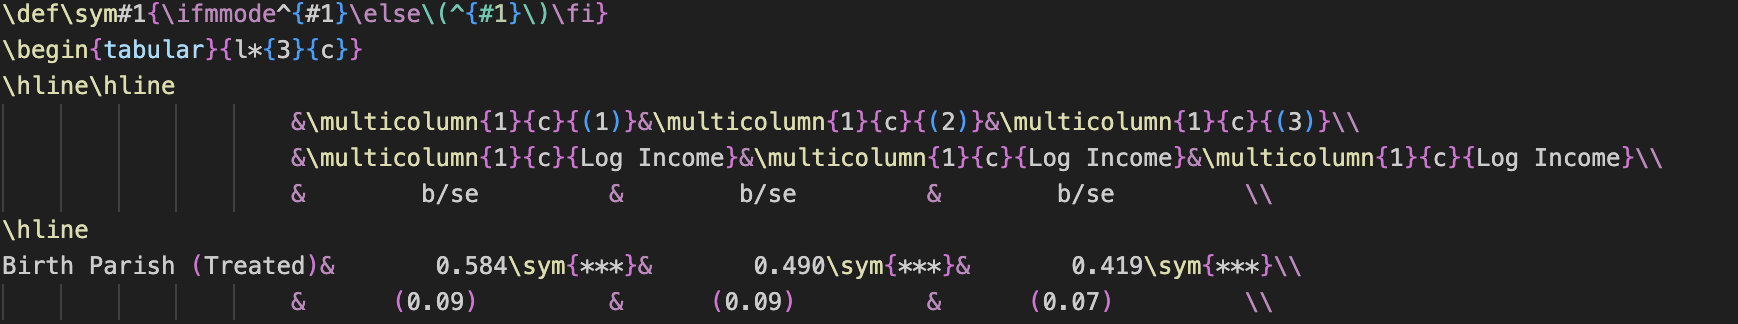 \def\sym#1{\ifmmode^{#1}\else\(^{#1}\)\fi}
\begin{tabular}{l*{3}{c}}
\hline\hline
&\multicolumn{1}{c}{(1)}&\multicolumn{1}{c}{(2)}&\multicolumn{1}{c}{(3)}\\
&\multicolumn{1}{c}{Log Income}&\multicolumn{1}{c}{Log Income}&\multicolumn{1}{c}{Log Income}\\
& b/se & b/se & b/se \\
\hline
Birth Parish (Treated)& 0.584\sym{***}& 0.490\sym{***}& 0.419\sym{***}\\
& (0.09) & (0.09) & (0.07) \\